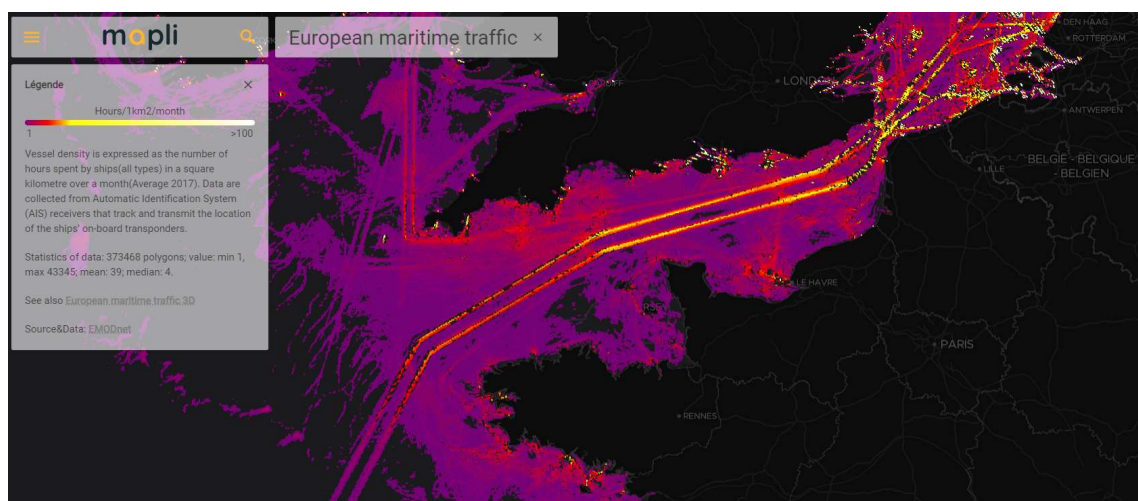 mapli
European maritime traffic ×
Légende ×
Hours/1km2/month
1 >100
Vessel density is expressed as the number of
hours spent by ships(all types) in a square
kilometre over a month(Average 2017). Data are
collected from Automatic Identification System
(AIS) receivers that track and transmit the location
of the ships' on-board transponders.
Statistics of data: 373468 polygons; value: min 1,
max 43345; mean: 39; median: 4.
See also European maritime traffic 3D
Source&Data: EMODnet
DEN HAAG
ROTTERDAM
ANTWERPEN
BELGIË - BELGIQUE
- BELGIEN
LILLE
LE HAVRE
PARIS
RENNES